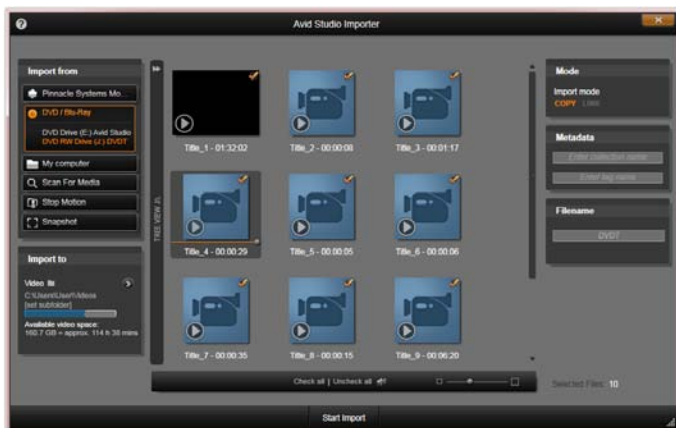 Avid Studio Importer
Import from
Pinnacle Systems Mo...
DVD / Blu-Ray
DVD Drive (E:) Avid Studio
DVD RW Drive (J:) DVDT
My computer
Scan For Media
Stop Motion
Snapshot
Import to
Video
C:\Users\User1\Videos
[set subfolder]
Available video space:
160.7 GB = approx. 114 h 38 mins
TREE VIEW J:\
Title_1 - 01:32:02
Title_2 - 00:00:08
Title_3 - 00:01:17
Title_4 - 00:00:29
Title_5 - 00:00:05
Title_6 - 00:00:06
Title_7 - 00:00:35
Title_8 - 00:00:15
Title_9 - 00:06:20
Check all | Uncheck all
Mode
Import mode
COPY LINK
Metadata
Enter collection name
Enter tag name
Filename
DVDT
Selected Files: 10
Start Import